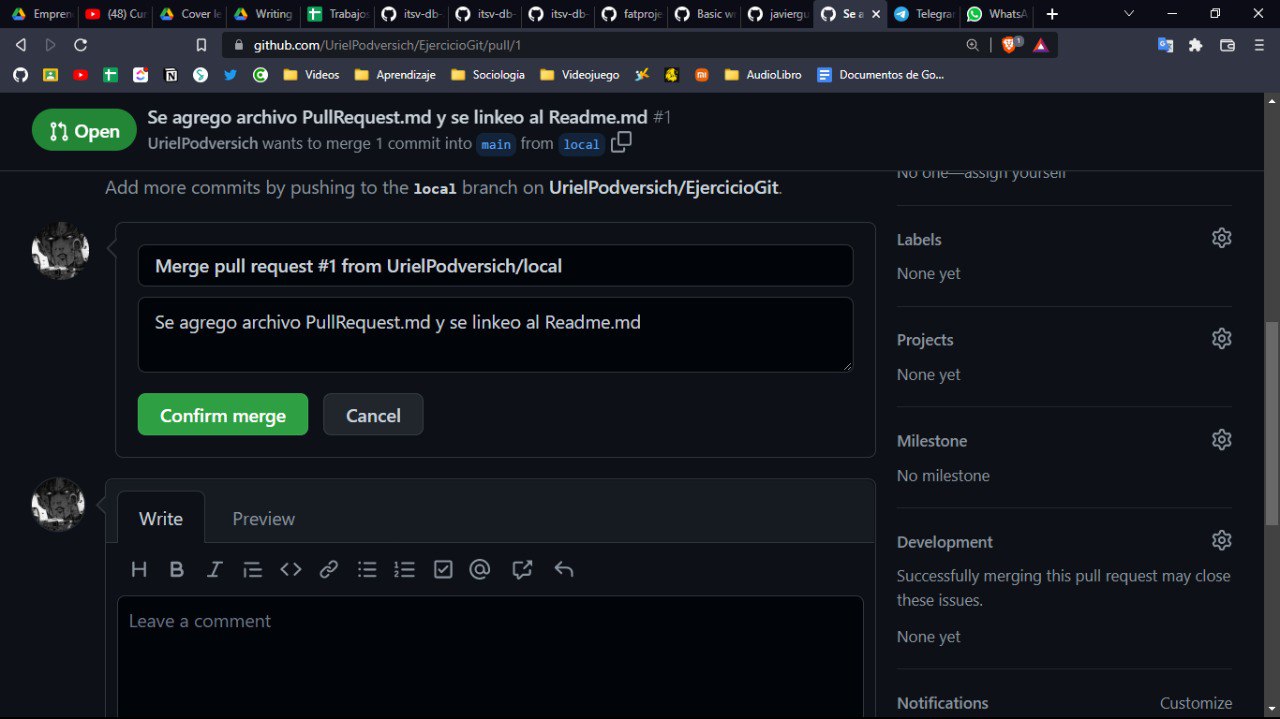 Empren (48) Cur Cover le Writing Trabajos itsv-db- itsv-db- itsv-db- fatproje Basic wr javiergu Se a Telegrar WhatsA
github.com/UrielPodversich/EjercicioGit/pull/1 1
Videos Aprendizaje Sociologia Videojuego AudioLibro Documentos de Go...
Open
Se agrego archivo PullRequest.md y se linkeo al Readme.md #1
UrielPodversich wants to merge 1 commit into main from local
No one—assign yourself
Add more commits by pushing to the local branch on UrielPodversich/EjercicioGit.
Merge pull request #1 from UrielPodversich/local
Se agrego archivo PullRequest.md y se linkeo al Readme.md
Confirm merge Cancel
Write Preview
Leave a comment
Labels
None yet
Projects
None yet
Milestone
No milestone
Development
Successfully merging this pull request may close
these issues.
None yet
Notifications Customize